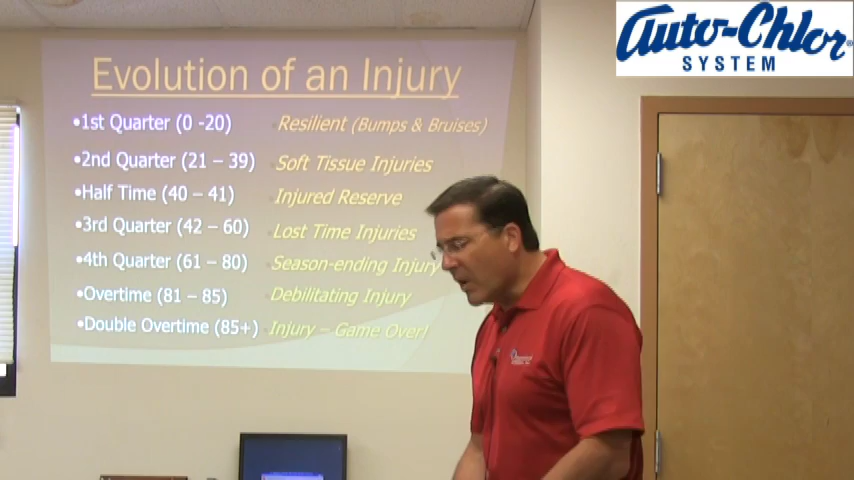 Auto-Chlor®
SYSTEM
Evolution of an Injury
•1st Quarter (0 -20) Resilient (Bumps & Bruises)
•2nd Quarter (21 – 39) Soft Tissue Injuries
•Half Time (40 – 41) Injured Reserve
•3rd Quarter (42 – 60) Lost Time Injuries
•4th Quarter (61 – 80) Season-ending Injury
•Overtime (81 – 85) Debilitating Injury
•Double Overtime (85+) Injury – Game Over!